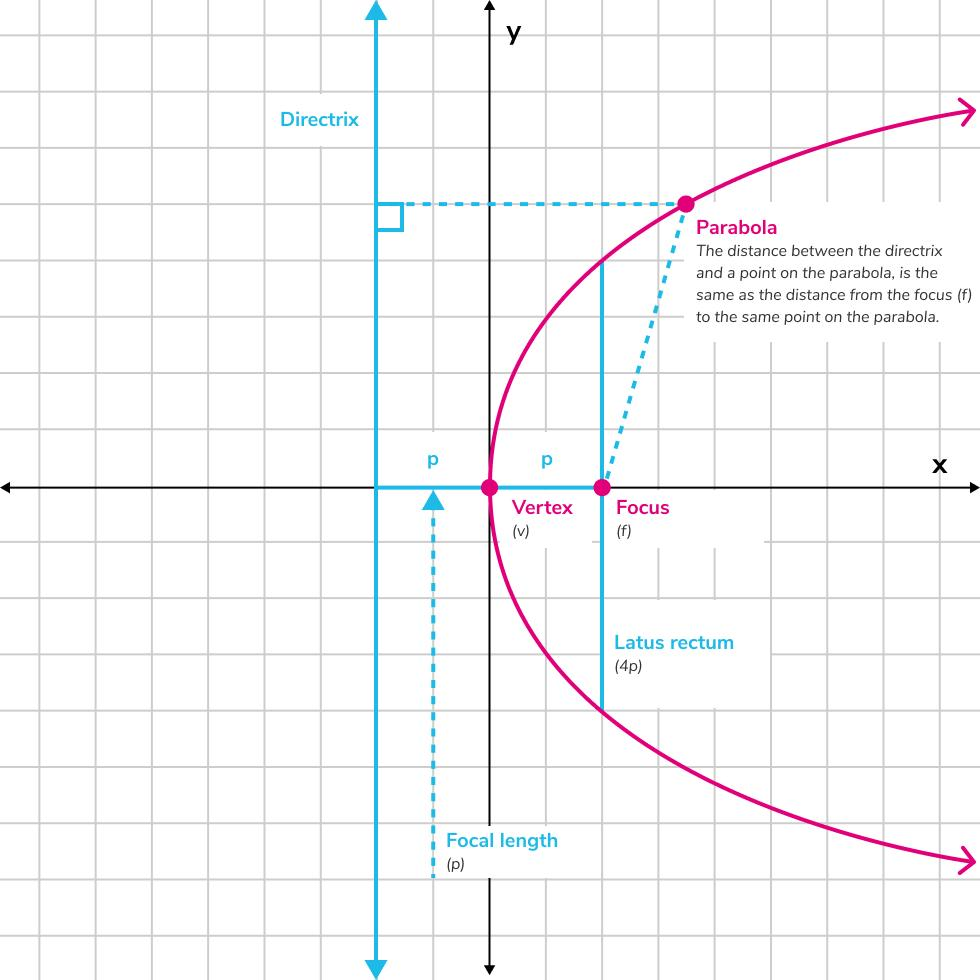 y
Directrix
Parabola
The distance between the directrix
and a point on the parabola, is the
same as the distance from the focus (f)
to the same point on the parabola.
p
p
x
Vertex
(v)
Focus
(f)
Latus rectum
(4p)
Focal length
(p)